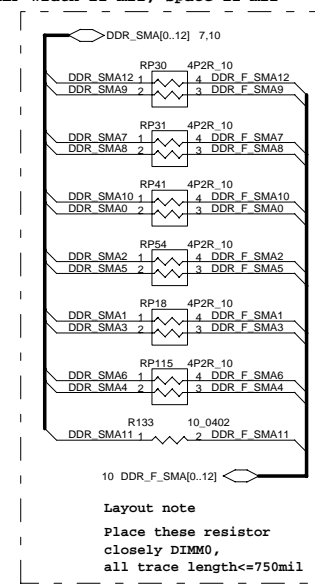 DDR_SMA[0..12] 7,10
RP30 4P2R_10
DDR_SMA12 1 4 DDR_F_SMA12
DDR_SMA9 2 3 DDR_F_SMA9
RP31 4P2R_10
DDR_SMA7 1 4 DDR_F_SMA7
DDR_SMA8 2 3 DDR_F_SMA8
RP41 4P2R_10
DDR_SMA10 1 4 DDR_F_SMA10
DDR_SMA0 2 3 DDR_F_SMA0
RP54 4P2R_10
DDR_SMA2 1 4 DDR_F_SMA2
DDR_SMA5 2 3 DDR_F_SMA5
RP18 4P2R_10
DDR_SMA1 1 4 DDR_F_SMA1
DDR_SMA3 2 3 DDR_F_SMA3
RP115 4P2R_10
DDR_SMA6 1 4 DDR_F_SMA6
DDR_SMA4 2 3 DDR_F_SMA4
R133 10_0402
DDR_SMA11 1 2 DDR_F_SMA11
10 DDR_F_SMA[0..12]
Layout note
Place these resistor
closely DIMM0,
all trace length<=750mil